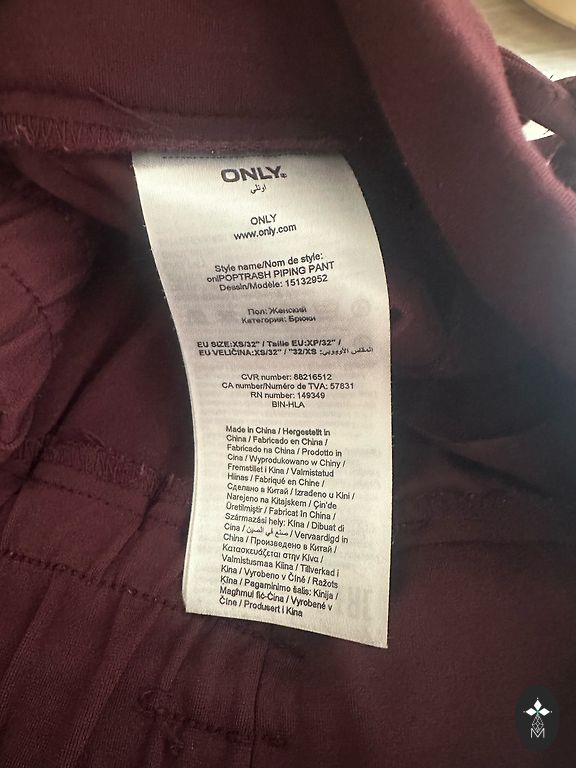 ONLY®
اونلي
ONLY
www.only.com
Style name/Nom de style:
onlPOPTRASH PIPING PANT
Dessin/Modèle: 15132952
Пол: Женский
Категория: Брюки
EU SIZE:XS/32" / Taille EU:XP/32" /
EU VELIČINA:XS/32" / "32/XS :المقاس الأوروبي
CVR number: 88216512
CA number/Numéro de TVA: 57831
RN number: 149349
BIN-HLA
Made in China / Hergestellt in
China / Fabricado en China /
Fabricado na China / Prodotto in
Cina / Wyprodukowano w Chiny /
Fremstillet i Kina / Valmistatud
Hiinas / Fabriqué en Chine /
Сделано в Китай / Izrađeno u Kini /
Narejeno na Kitajskem / Çin'de
Üretilmiştir / Fabricat în China /
Származási hely: Kína / Dibuat di
Cina / صنع في الصين / Vervaardigd in
China / Произведено в Китай /
Κατασκευάζεται στην Κίνα /
Valmistusmaa Kiina / Tillverkad i
Kina / Vyrobeno v Číně / Ražots
Ķīna / Pagaminimo šalis: Kinija /
Magħmul fiċ-Ċina / Vyrobené v
Číne / Produsert i Kina